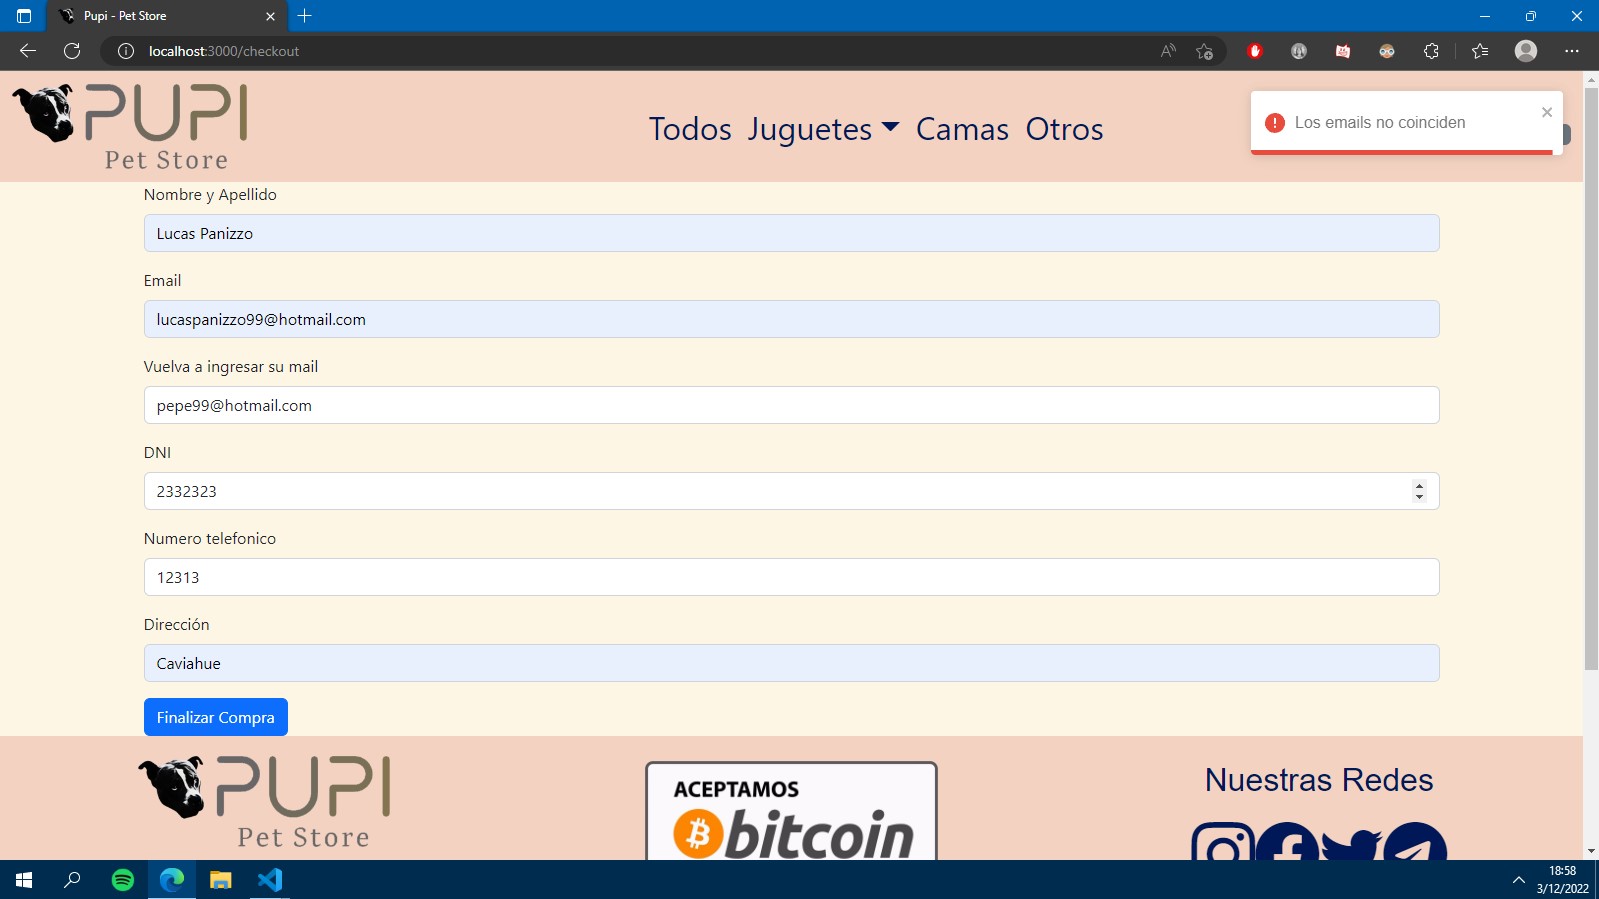 Pupi - Pet Store
localhost:3000/checkout
PUPI
Pet Store
Todos Juguetes Camas Otros
Los emails no coinciden
Nombre y Apellido
Lucas Panizzo
Email
lucaspanizzo99@hotmail.com
Vuelva a ingresar su mail
pepe99@hotmail.com
DNI
2332323
Numero telefonico
12313
Dirección
Caviahue
Finalizar Compra
PUPI
Pet Store
ACEPTAMOS
bitcoin
Nuestras Redes
18:58
3/12/2022